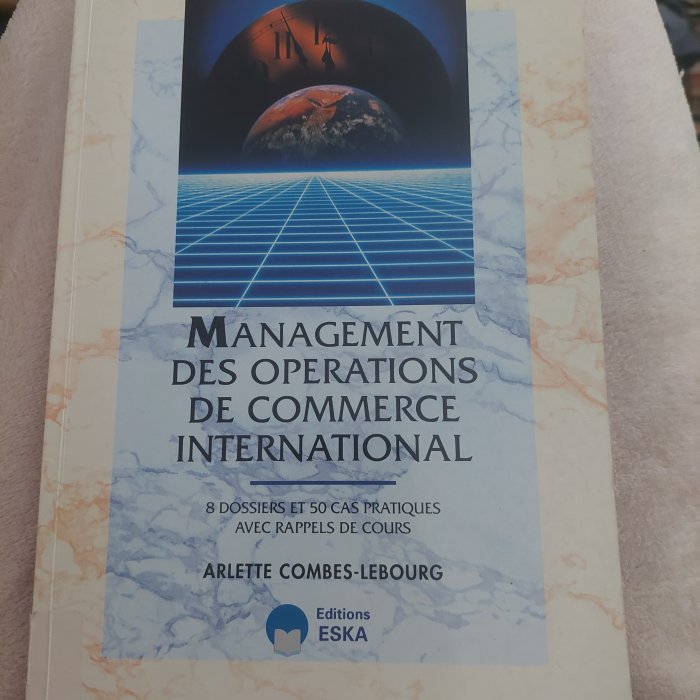 MANAGEMENT
DES OPERATIONS
DE COMMERCE
INTERNATIONAL
8 DOSSIERS ET 50 CAS PRATIQUES
AVEC RAPPELS DE COURS
ARLETTE COMBES-LEBOURG
Editions
ESKA